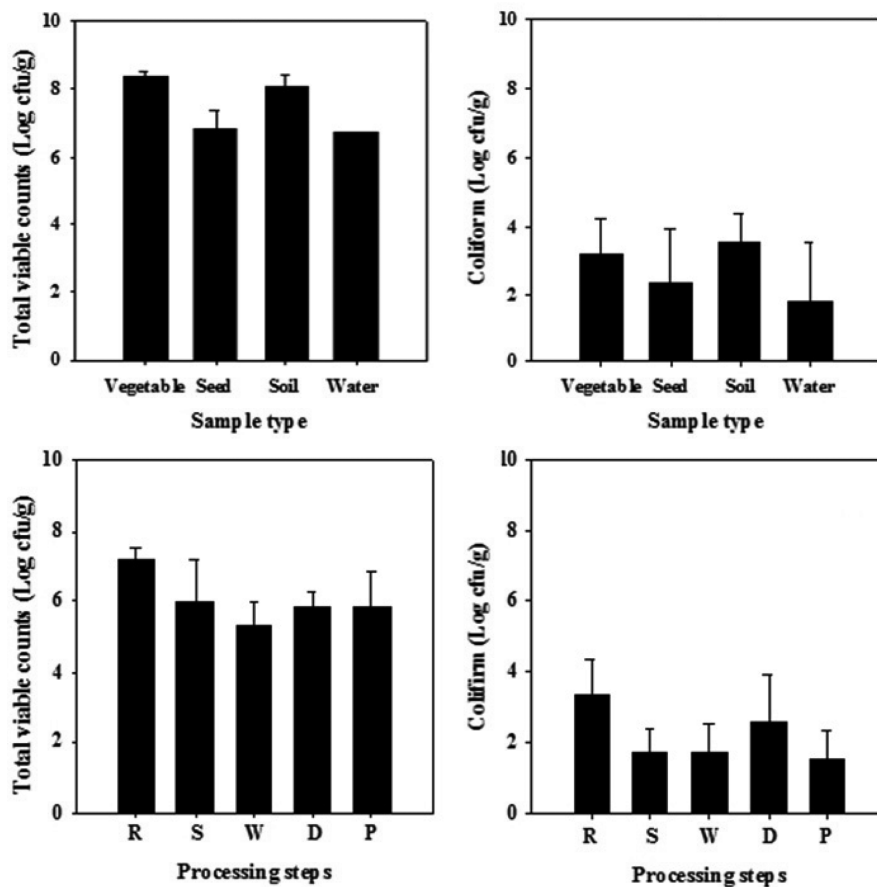 Total viable counts (Log cfu/g)
10
8
6
4
2
0
Vegetable Seed Soil Water
Sample type
Coliform (Log cfu/g)
10
8
6
4
2
0
Vegetable Seed Soil Water
Sample type
Total viable counts (Log cfu/g)
10
8
6
4
2
0
R S W D P
Processing steps
Colifirm (Log cfu/g)
10
8
6
4
2
0
R S W D P
Processing steps